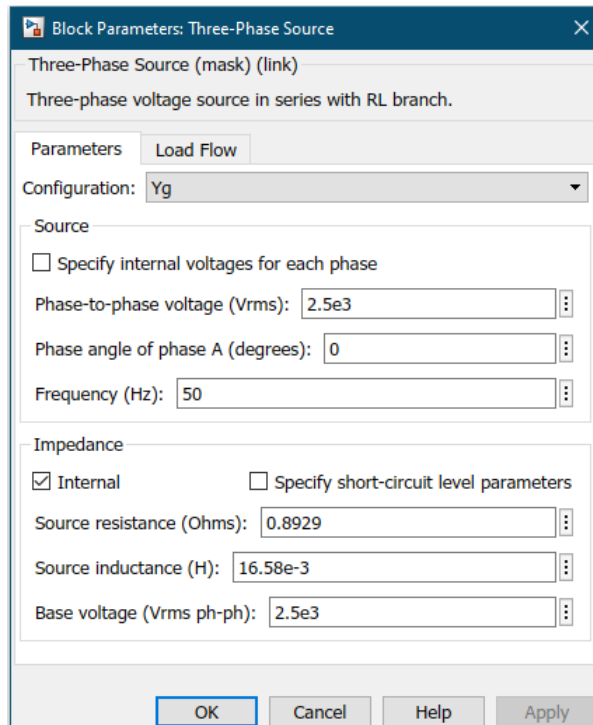 Block Parameters: Three-Phase Source
Three-Phase Source (mask) (link)
Three-phase voltage source in series with RL branch.
Parameters Load Flow
Configuration: Yg
Source
Specify internal voltages for each phase
Phase-to-phase voltage (Vrms): 2.5e3
Phase angle of phase A (degrees): 0
Frequency (Hz): 50
Impedance
Internal Specify short-circuit level parameters
Source resistance (Ohms): 0.8929
Source inductance (H): 16.58e-3
Base voltage (Vrms ph-ph): 2.5e3
OK Cancel Help Apply